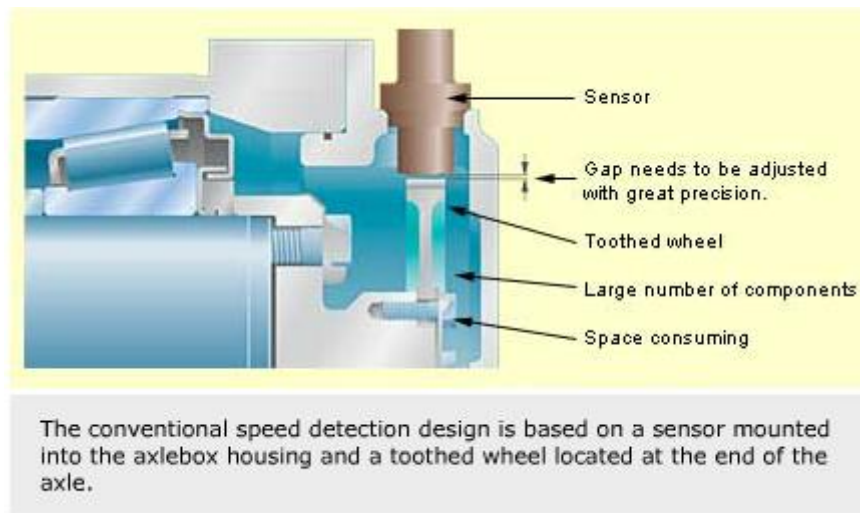 Sensor
Gap needs to be adjusted
with great precision.
Toothed wheel
Large number of components
Space consuming
The conventional speed detection design is based on a sensor mounted
into the axlebox housing and a toothed wheel located at the end of the
axle.